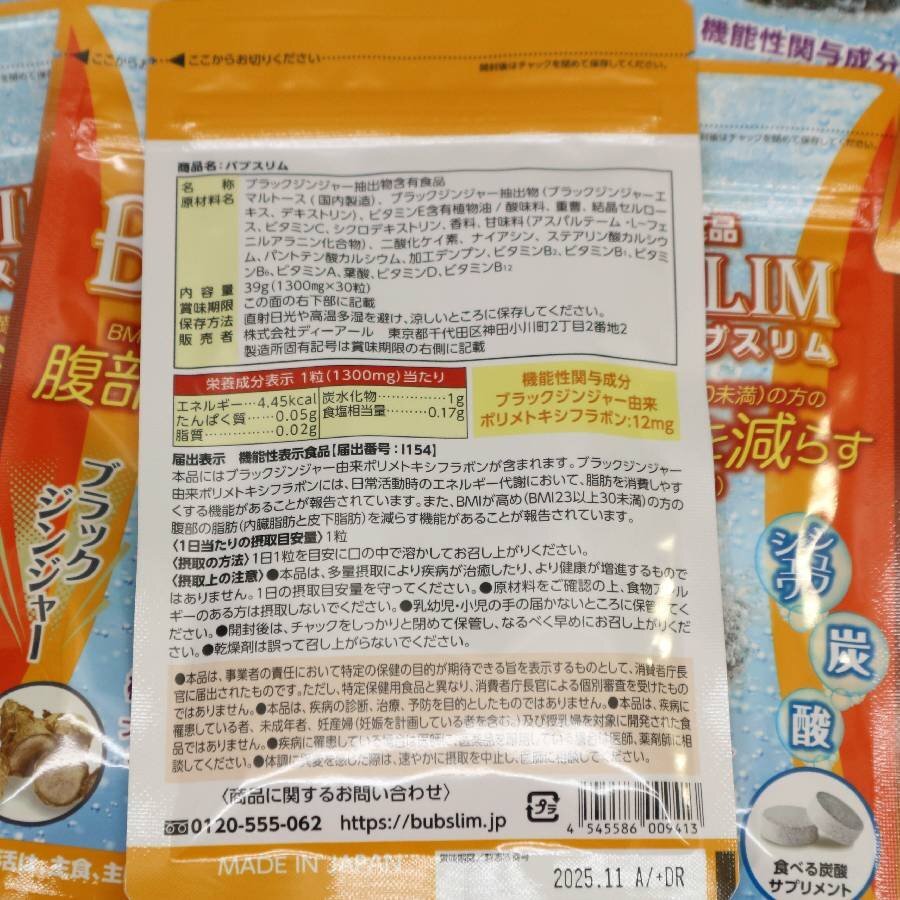 ここからお切りください
開封後はチャックを閉めて保存してください。
機能性関与成分
商品名：バブスリム
名　称　ブラックジンジャー抽出物含有食品
原材料名　マルトース(国内製造)、ブラックジンジャー抽出物(ブラックジンジャーエ
キス、デキストリン)、ビタミンE含有植物油/酸味料、重曹、結晶セルロー
ス、ビタミンC、シクロデキストリン、香料、甘味料(アスパルテーム・L-フェ
ニルアラニン化合物)、二酸化ケイ素、ナイアシン、ステアリン酸カルシウ
ム、パントテン酸カルシウム、加工デンプン、ビタミンB₂、ビタミンB₁、ビタミ
ンB₆、ビタミンA、葉酸、ビタミンD、ビタミンB₁₂
内容量　39g(1300mg×30粒)
賞味期限　この面の右下部に記載
保存方法　直射日光や高温多湿を避け、涼しいところに保存してください。
販売者　株式会社ディーアール　東京都千代田区神田小川町2丁目2番地2
製造所固有記号は賞味期限の右側に記載
栄養成分表示 1粒(1300mg)当たり
エネルギー…4.45kcal
たんぱく質……0.05g
脂質……………0.02g
炭水化物…………1g
食塩相当量……0.17g
機能性関与成分
ブラックジンジャー由来
ポリメトキシフラボン：12mg
届出表示　機能性表示食品【届出番号：I154】
本品にはブラックジンジャー由来ポリメトキシフラボンが含まれます。ブラックジンジャー
由来ポリメトキシフラボンには、日常活動時のエネルギー代謝において、脂肪を消費しやす
くする機能があることが報告されています。また、BMIが高め(BMI23以上30未満)の方の
腹部の脂肪(内臓脂肪と皮下脂肪)を減らす機能があることが報告されています。
〈1日当たりの摂取目安量〉1粒
〈摂取の方法〉1日1粒を目安に口の中で溶かしてお召し上がりください。
〈摂取上の注意〉●本品は、多量摂取により疾病が治癒したり、より健康が増進するもので
はありません。1日の摂取目安量を守ってください。●原材料をご確認の上、食物アレル
ギーのある方は摂取しないでください。●乳幼児・小児の手の届かないところに保管してく
ださい。●開封後は、チャックをしっかりと閉めて保管し、なるべく早めにお召し上がりくだ
さい。●乾燥剤は誤って召し上がらないでください。
●本品は、事業者の責任において特定の保健の目的が期待できる旨を表示するものとして、消費者庁長
官に届出されたものです。ただし、特定保健用食品と異なり、消費者庁長官による個別審査を受けたもの
ではありません。●本品は、疾病の診断、治療、予防を目的としたものではありません。●本品は、疾病に
罹患している者、未成年者、妊産婦(妊娠を計画している者を含む。)及び授乳婦を対象に開発された食
品ではありません。●疾病に罹患している場合は医師に、医薬品を服用している場合は医師、薬剤師に相
談してください。●体調に異変を感じた際は、速やかに摂取を中止し、医師に相談してください。
〈商品に関するお問い合わせ〉
0120-555-062　https://bubslim.jp
プラ
4 545586 009413
MADE IN JAPAN
賞味期限／製造所固有記号
2025.11 A/+DR
腹部
ブラック
ジンジャー
品
LIM
ブスリム
0未満)の方の
を減らす
シュワ
シュワ
炭
酸
食べる炭酸
サプリメント